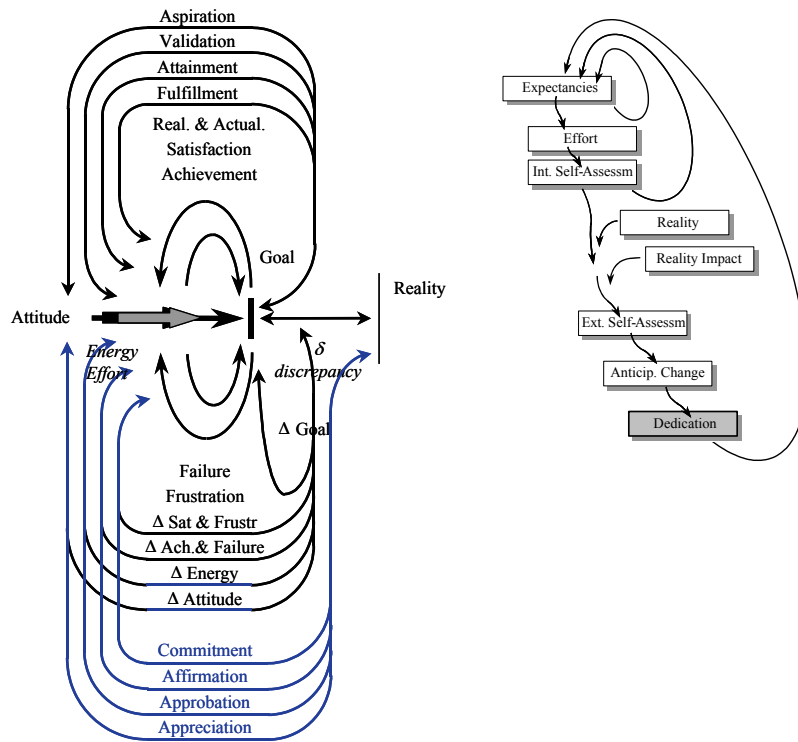 Aspiration
Validation
Attainment
Fulfillment
Real. & Actual.
Satisfaction
Achievement
Goal
Reality
Attitude
Energy
Effort
δ
discrepancy
Δ Goal
Failure
Frustration
Δ Sat & Frustr
Δ Ach.& Failure
Δ Energy
Δ Attitude
Commitment
Affirmation
Approbation
Appreciation
Expectancies
Effort
Int. Self-Assessm
Reality
Reality Impact
Ext. Self-Assessm
Anticip. Change
Dedication